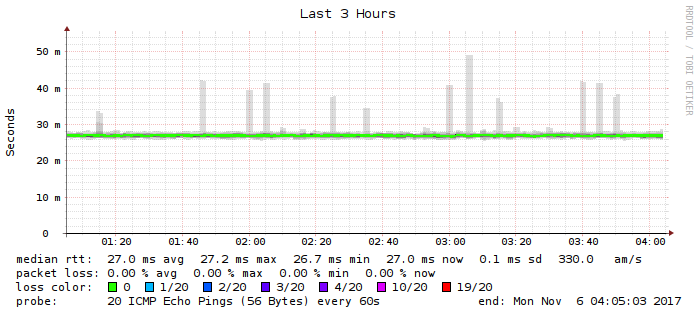 Last 3 Hours
RRDTOOL / TOBI OETIKER
Seconds
50 m
40 m
30 m
20 m
10 m
0
01:20 01:40 02:00 02:20 02:40 03:00 03:20 03:40 04:00
median rtt: 27.0 ms avg 27.2 ms max 26.7 ms min 27.0 ms now 0.1 ms sd 330.0 am/s
packet loss: 0.00 % avg 0.00 % max 0.00 % min 0.00 % now
loss color: 0 1/20 2/20 3/20 4/20 10/20 19/20
probe: 20 ICMP Echo Pings (56 Bytes) every 60s end: Mon Nov 6 04:05:03 2017